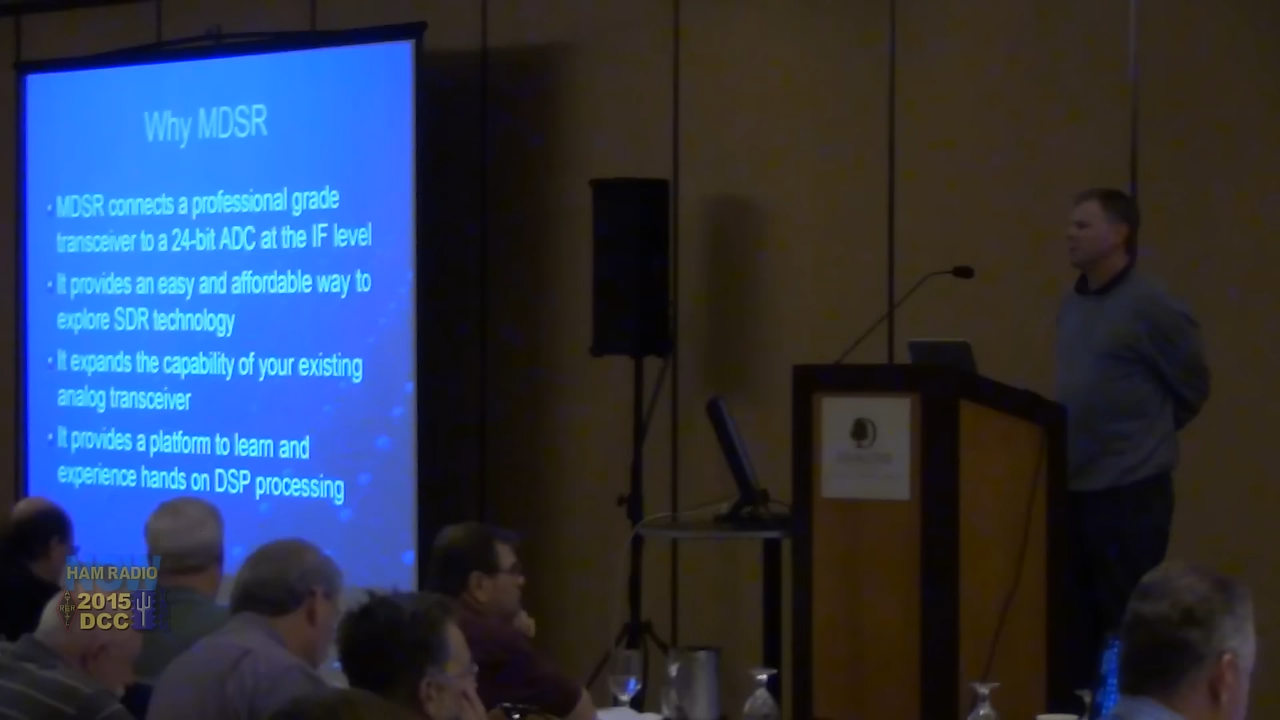 Why MDSR
• MDSR connects a professional grade
transceiver to a 24-bit ADC at the IF level
• It provides an easy and affordable way to
explore SDR technology
• It expands the capability of your existing
analog transceiver
• It provides a platform to learn and
experience hands on DSP processing
NOW
HAM RADIO
2015
DCC